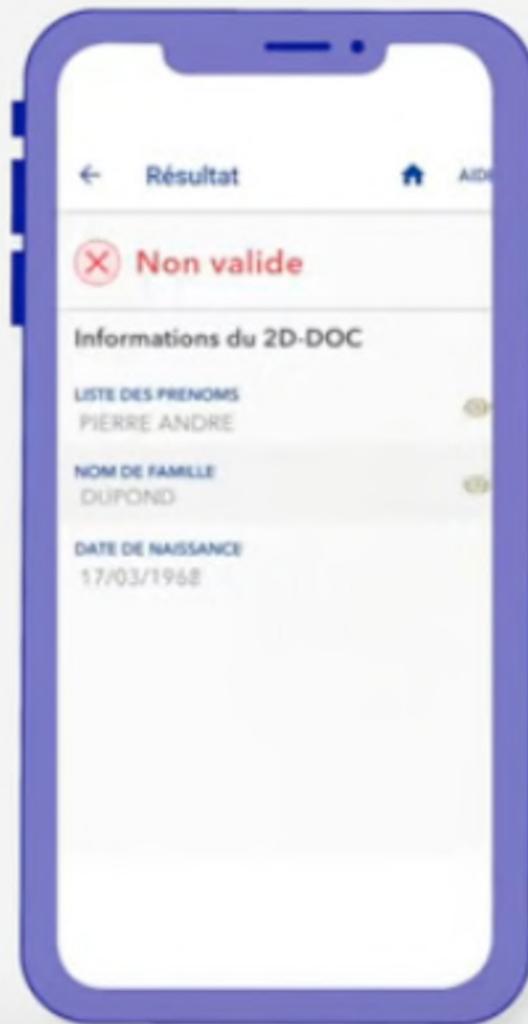 Résultat
AIDE
Non valide
Informations du 2D-DOC
LISTE DES PRENOMS
PIERRE ANDRE
NOM DE FAMILLE
DUPOND
DATE DE NAISSANCE
17/03/1968